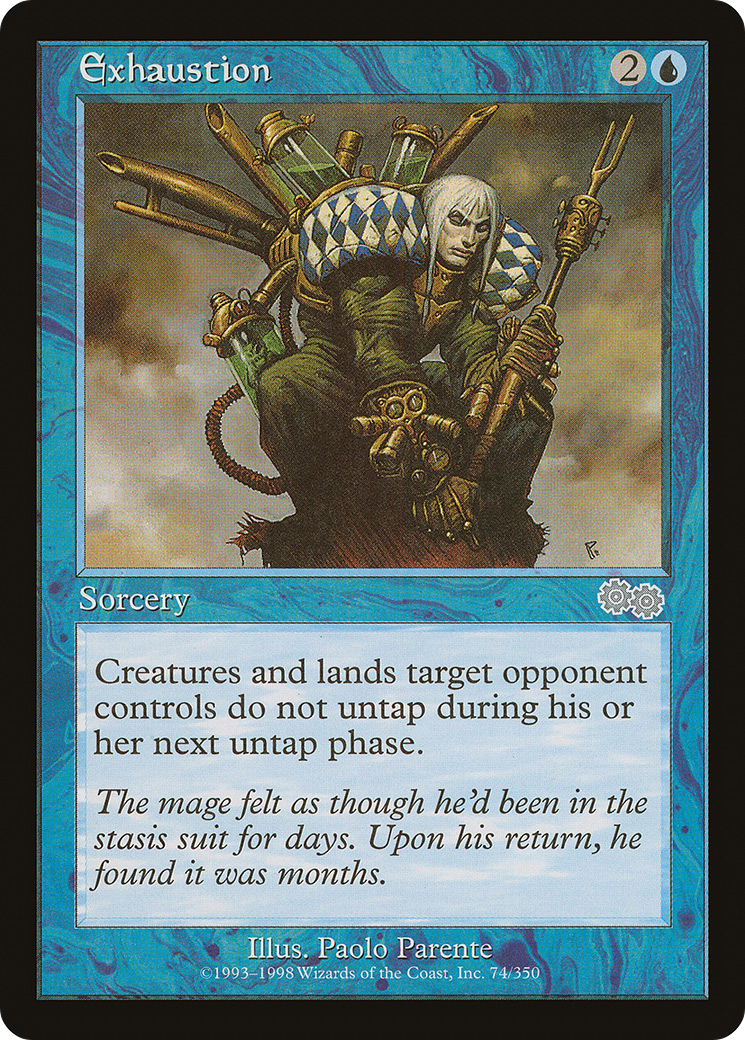 Exhaustion 2
Sorcery
Creatures and lands target opponent
controls do not untap during his or
her next untap phase.
The mage felt as though he'd been in the
stasis suit for days. Upon his return, he
found it was months.
Illus. Paolo Parente
©1993–1998 Wizards of the Coast, Inc. 74/350